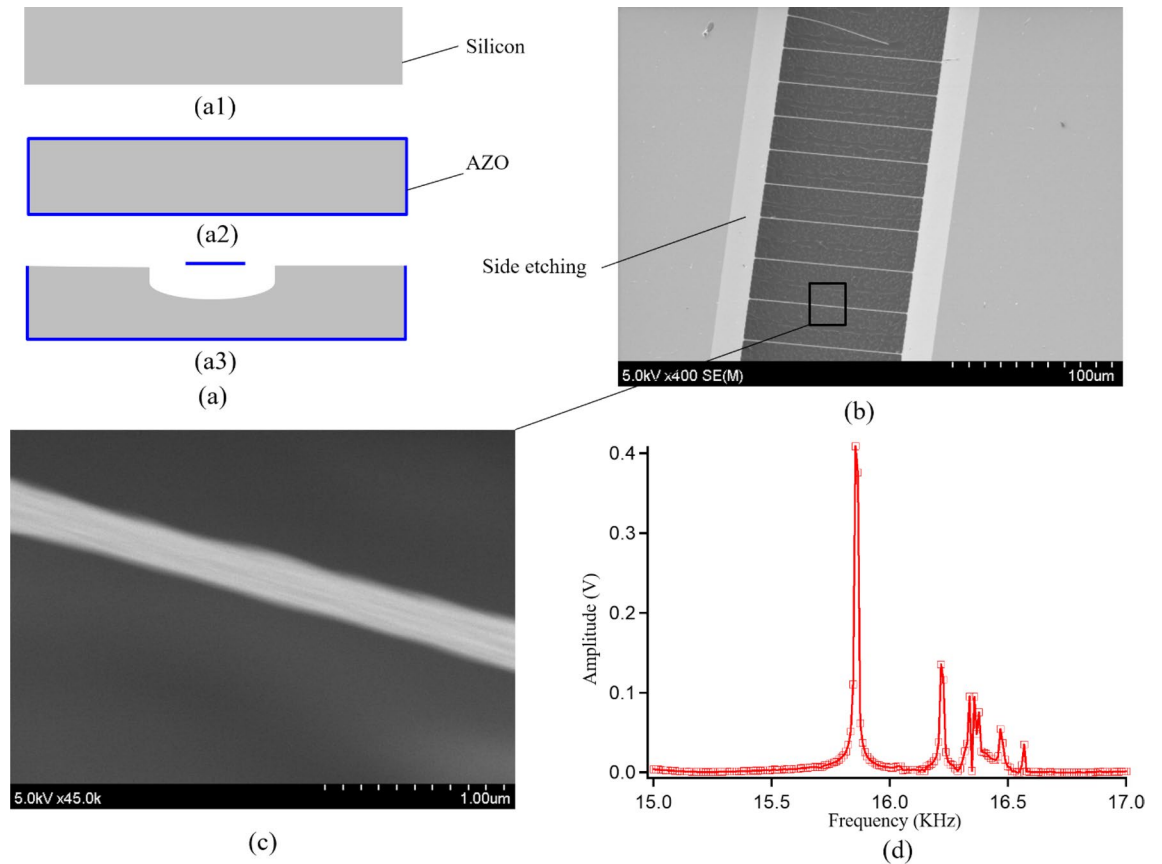 Silicon
(a1)
AZO
(a2)
(a3)
(a)
Side etching
5.0kV x400 SE(M)
100um
(b)
5.0kV x45.0k
1.00um
(c)
0.4
0.3
0.2
0.1
0.0
Amplitude (V)
15.0
15.5
16.0
16.5
17.0
Frequency (KHz)
(d)